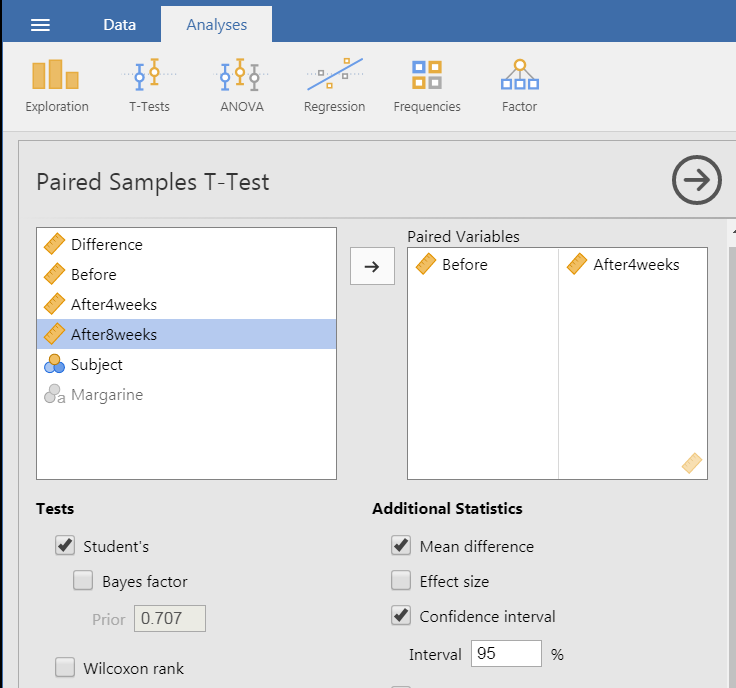 Data Analyses
Exploration T-Tests ANOVA Regression Frequencies Factor
Paired Samples T-Test
Difference
Before
After4weeks
After8weeks
Subject
a Margarine
Paired Variables
Before After4weeks
Tests
Student's
Bayes factor
Prior 0.707
Wilcoxon rank
Additional Statistics
Mean difference
Effect size
Confidence interval
Interval 95 %